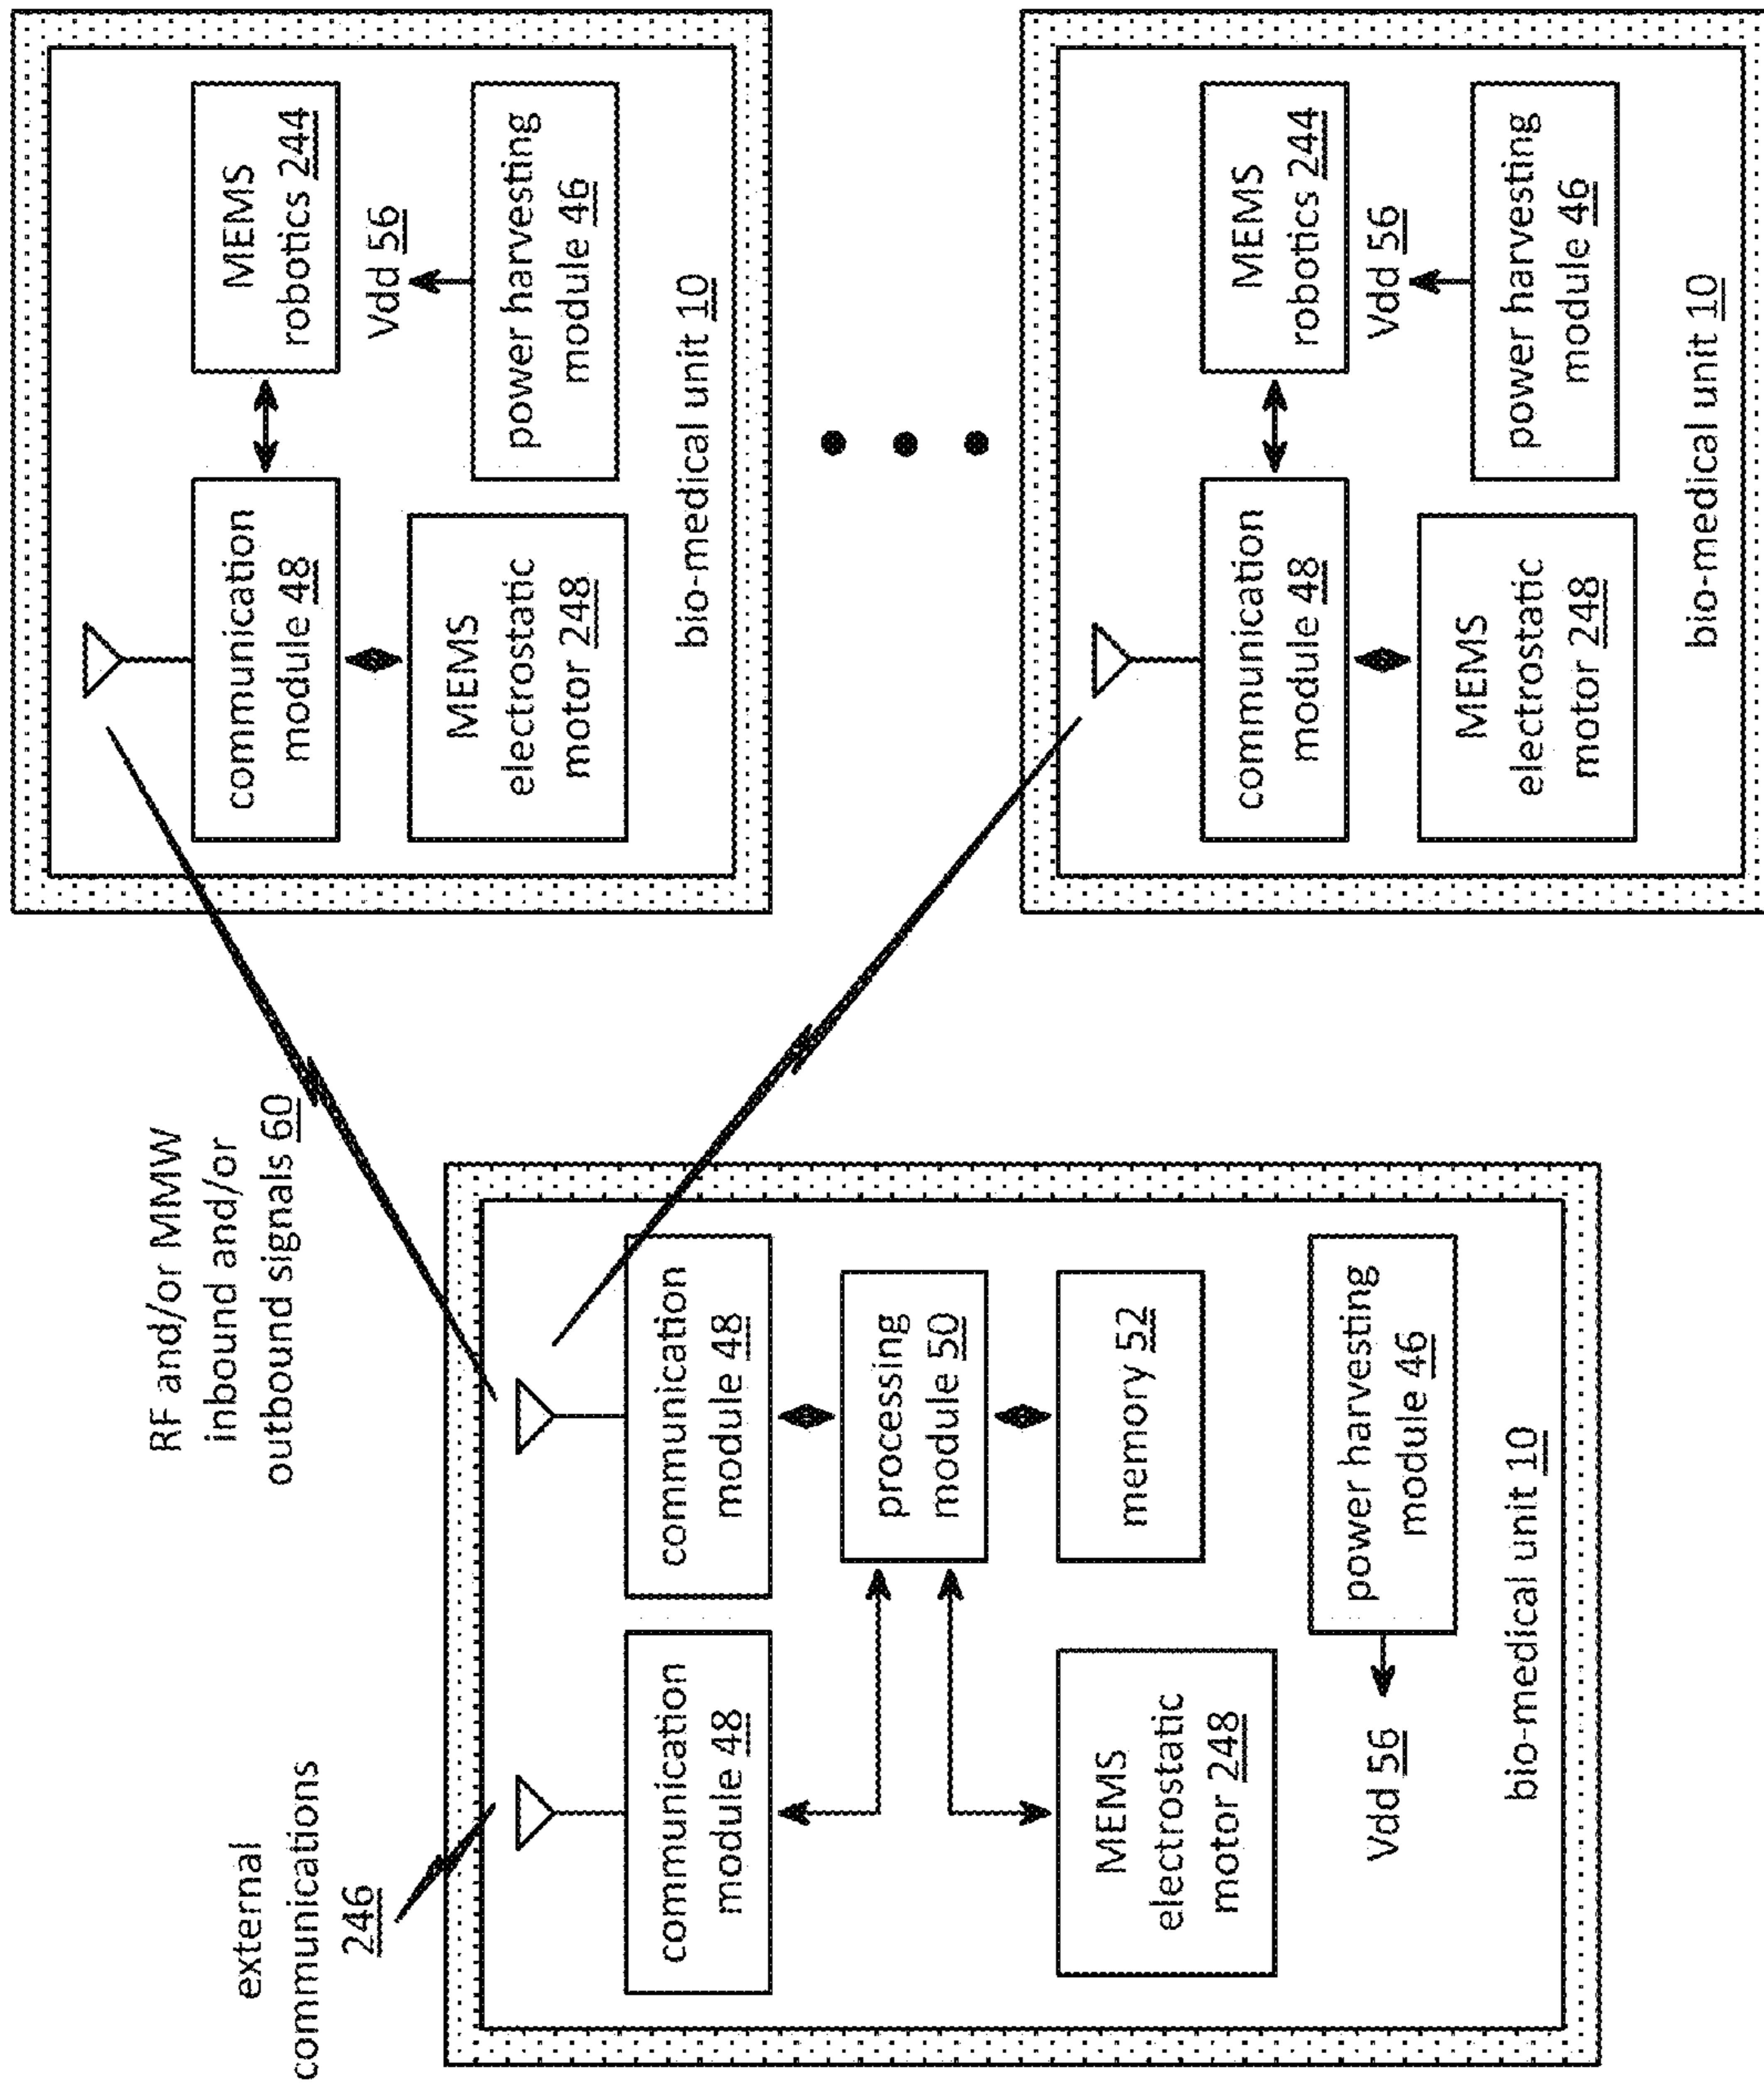 external
communications
246
RF and/or MMW
inbound and/or
outbound signals 60
communication
module 48
communication
module 48
processing
module 50
MEMS
electrostatic
motor 248
memory 52
Vdd 56
power harvesting
module 46
bio-medical unit 10
communication
module 48
MEMS
robotics 244
MEMS
electrostatic
motor 248
Vdd 56
power harvesting
module 46
bio-medical unit 10
communication
module 48
MEMS
robotics 244
MEMS
electrostatic
motor 248
Vdd 56
power harvesting
module 46
bio-medical unit 10